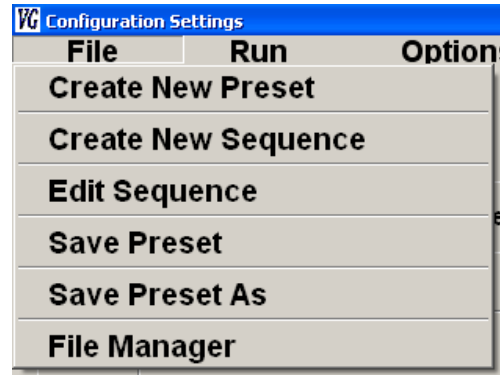 VG Configuration Settings
File Run Option
Create New Preset
Create New Sequence
Edit Sequence
Save Preset
Save Preset As
File Manager